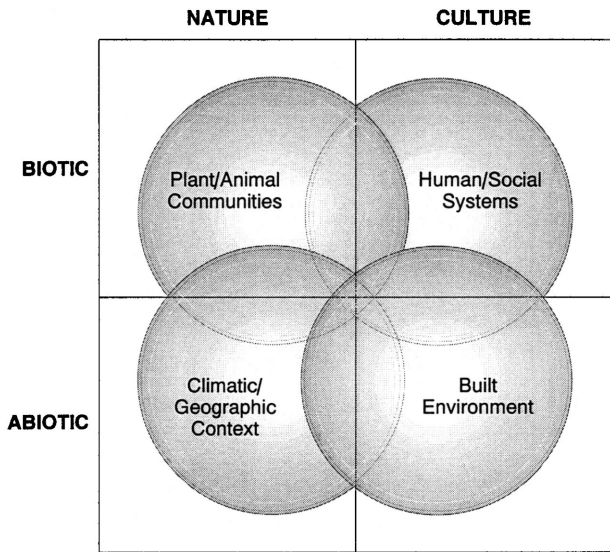 NATURE
CULTURE
BIOTIC
Plant/Animal
Communities
Human/Social
Systems
ABIOTIC
Climatic/
Geographic
Context
Built
Environment